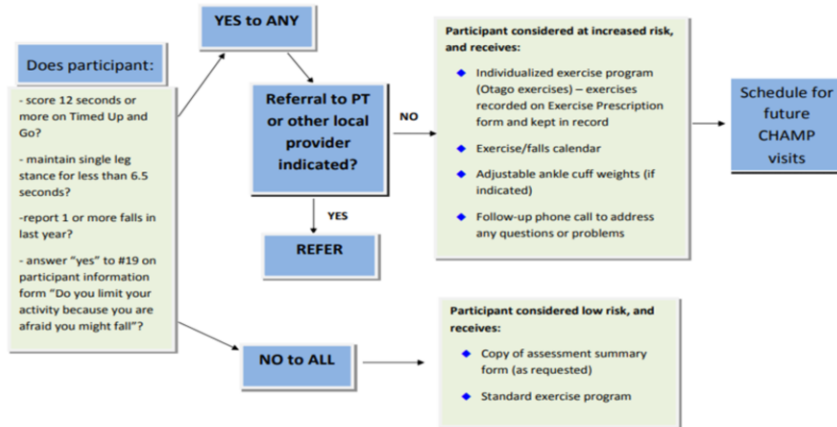 YES to ANY
Does participant:
- score 12 seconds or
more on Timed Up and
Go?
- maintain single leg
stance for less than 6.5
seconds?
-report 1 or more falls in
last year?
- answer "yes" to #19 on
participant information
form "Do you limit your
activity because you are
afraid you might fall"?
Referral to PT
or other local
provider
indicated?
NO
YES
REFER
Participant considered at increased risk,
and receives:
Individualized exercise program
(Otago exercises) – exercises
recorded on Exercise Prescription
form and kept in record
Exercise/falls calendar
Adjustable ankle cuff weights (if
indicated)
Follow-up phone call to address
any questions or problems
Schedule for
future
CHAMP
visits
NO to ALL
Participant considered low risk, and
receives:
Copy of assessment summary
form (as requested)
Standard exercise program